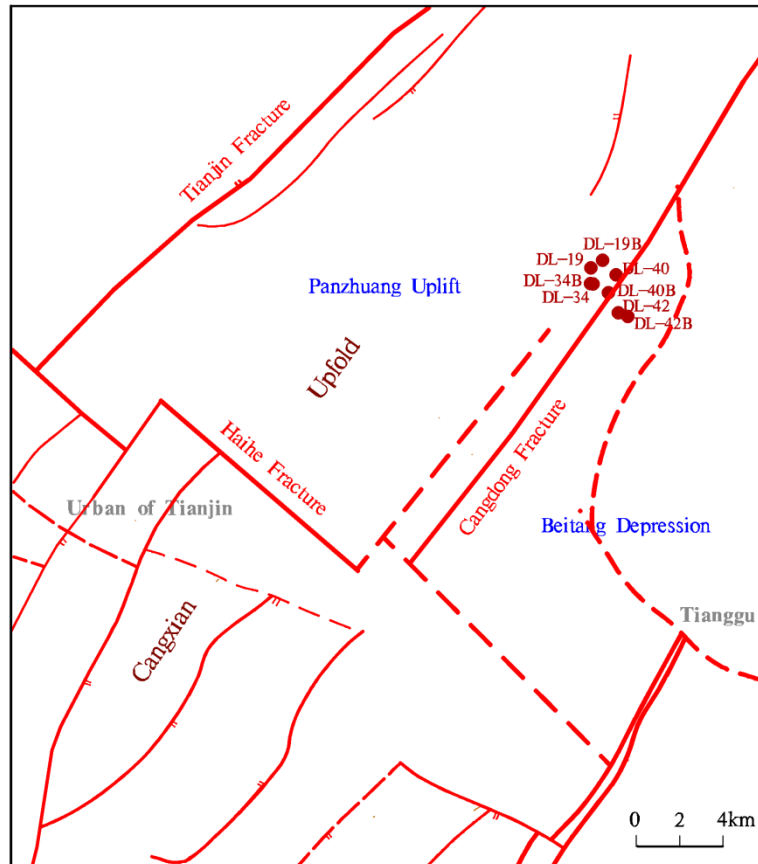 Tianjin Fracture
DL-19B
DL-19
DL-40
DL-34B
DL-40B
DL-34
DL-42
DL-42B
Panzhuang Uplift
Upfold
Haihe Fracture
Cangdong Fracture
Urban of Tianjin
Beitang Depression
Cangxian
Tianggu
0 2 4km